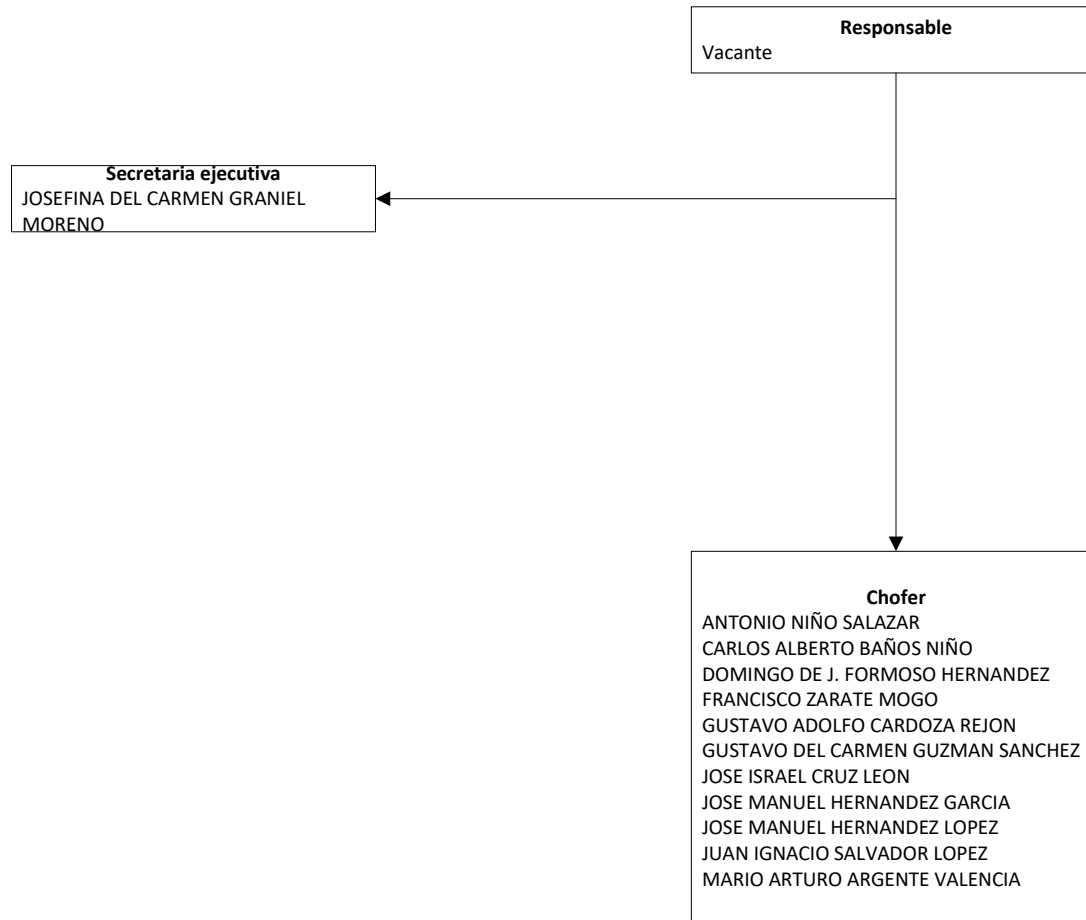 Responsable
Vacante
Secretaria ejecutiva
JOSEFINA DEL CARMEN GRANIEL
MORENO
Chofer
ANTONIO NIÑO SALAZAR
CARLOS ALBERTO BAÑOS NIÑO
DOMINGO DE J. FORMOSO HERNANDEZ
FRANCISCO ZARATE MOGO
GUSTAVO ADOLFO CARDOZA REJON
GUSTAVO DEL CARMEN GUZMAN SANCHEZ
JOSE ISRAEL CRUZ LEON
JOSE MANUEL HERNANDEZ GARCIA
JOSE MANUEL HERNANDEZ LOPEZ
JUAN IGNACIO SALVADOR LOPEZ
MARIO ARTURO ARGENTE VALENCIA